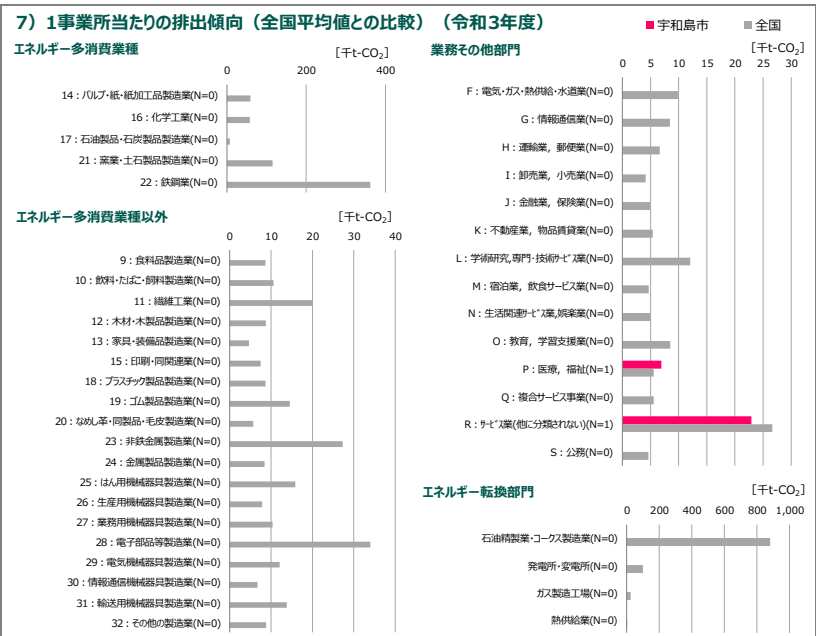 7）1事業所当たりの排出傾向（全国平均値との比較）（令和3年度）
宇和島市
全国
エネルギー多消費業種
[千t-CO₂]
0 200 400
14：パルプ・紙・紙加工品製造業(N=0)
16：化学工業(N=0)
17：石油製品・石炭製品製造業(N=0)
21：窯業・土石製品製造業(N=0)
22：鉄鋼業(N=0)
エネルギー多消費業種以外
[千t-CO₂]
0 10 20 30 40
9：食料品製造業(N=0)
10：飲料・たばこ・飼料製造業(N=0)
11：繊維工業(N=0)
12：木材・木製品製造業(N=0)
13：家具・装備品製造業(N=0)
15：印刷・同関連業(N=0)
18：プラスチック製品製造業(N=0)
19：ゴム製品製造業(N=0)
20：なめし革・同製品・毛皮製造業(N=0)
23：非鉄金属製造業(N=0)
24：金属製品製造業(N=0)
25：はん用機械器具製造業(N=0)
26：生産用機械器具製造業(N=0)
27：業務用機械器具製造業(N=0)
28：電子部品等製造業(N=0)
29：電気機械器具製造業(N=0)
30：情報通信機械器具製造業(N=0)
31：輸送用機械器具製造業(N=0)
32：その他の製造業(N=0)
業務その他部門
[千t-CO₂]
0 5 10 15 20 25 30
F：電気・ガス・熱供給・水道業(N=0)
G：情報通信業(N=0)
H：運輸業，郵便業(N=0)
I：卸売業，小売業(N=0)
J：金融業，保険業(N=0)
K：不動産業，物品賃貸業(N=0)
L：学術研究,専門・技術ｻｰﾋﾞｽ業(N=0)
M：宿泊業，飲食サービス業(N=0)
N：生活関連ｻｰﾋﾞｽ業,娯楽業(N=0)
O：教育，学習支援業(N=0)
P：医療，福祉(N=1)
Q：複合サービス事業(N=0)
R：ｻｰﾋﾞｽ業(他に分類されない)(N=1)
S：公務(N=0)
エネルギー転換部門
[千t-CO₂]
0 200 400 600 800 1,000
石油精製業・コークス製造業(N=0)
発電所・変電所(N=0)
ガス製造工場(N=0)
熱供給業(N=0)